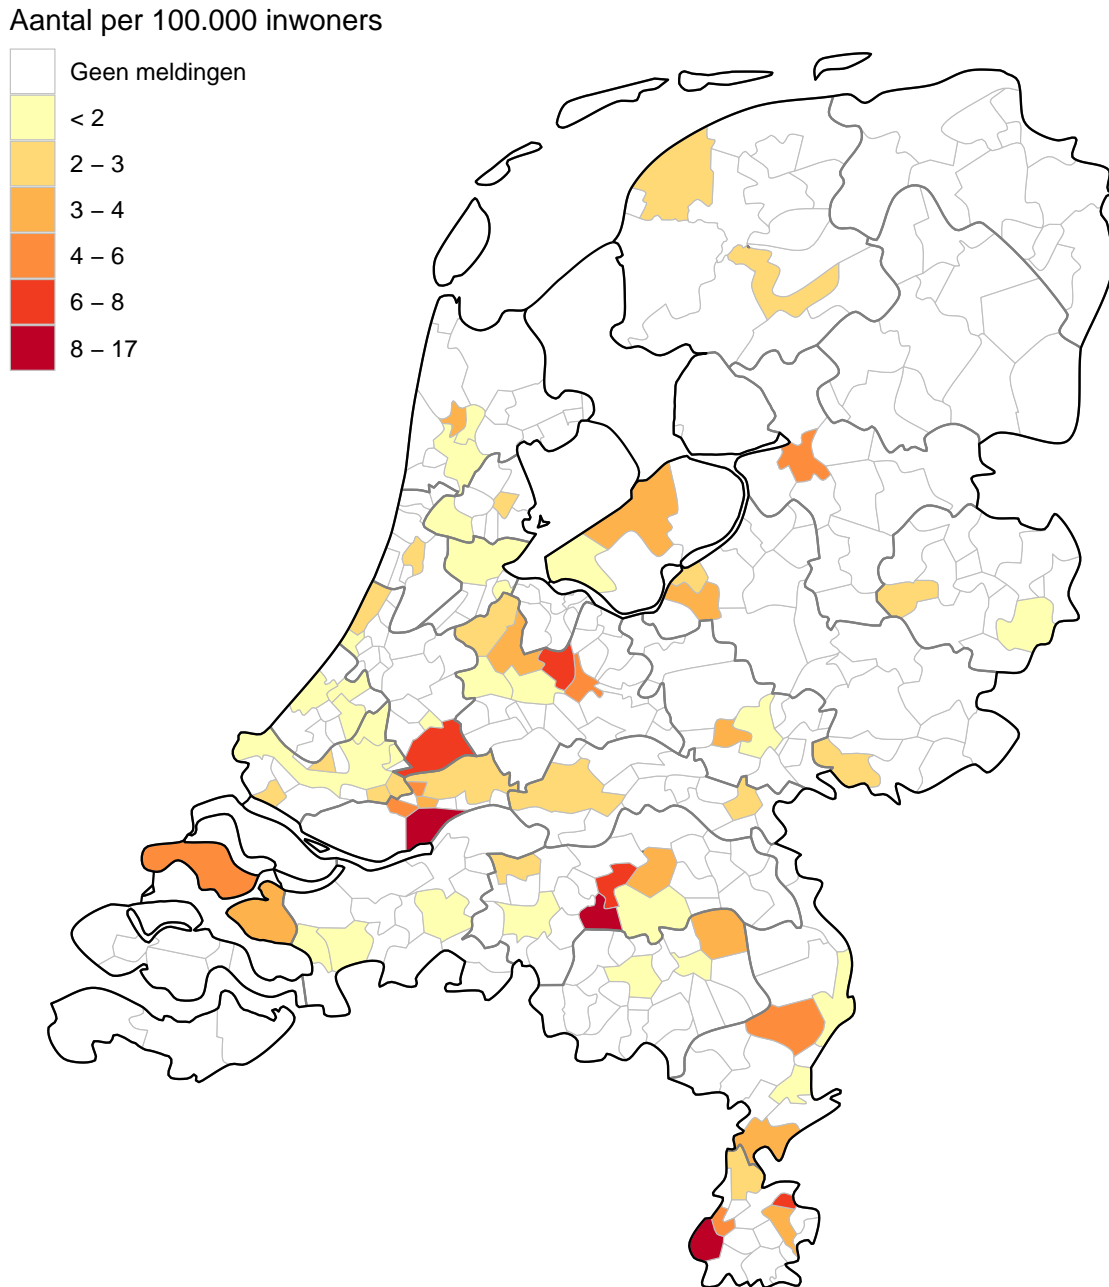 Aantal per 100.000 inwoners
Geen meldingen
< 2
2 – 3
3 – 4
4 – 6
6 – 8
8 – 17